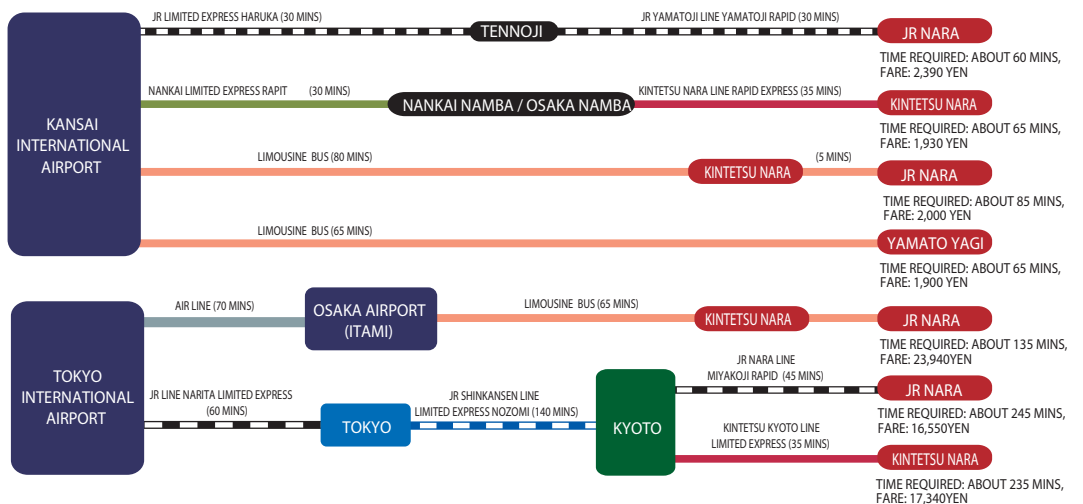 KANSAI
INTERNATIONAL
AIRPORT
JR LIMITED EXPRESS HARUKA (30 MINS)
TENNOJI
JR YAMATOJI LINE YAMATOJI RAPID (30 MINS)
JR NARA
TIME REQUIRED: ABOUT 60 MINS,
FARE: 2,390 YEN
NANKAI LIMITED EXPRESS RAPIT (30 MINS)
NANKAI NAMBA / OSAKA NAMBA
KINTETSU NARA LINE RAPID EXPRESS (35 MINS)
KINTETSU NARA
TIME REQUIRED: ABOUT 65 MINS,
FARE: 1,930 YEN
LIMOUSINE BUS (80 MINS)
KINTETSU NARA
(5 MINS)
JR NARA
TIME REQUIRED: ABOUT 85 MINS,
FARE: 2,000 YEN
LIMOUSINE BUS (65 MINS)
YAMATO YAGI
TIME REQUIRED: ABOUT 65 MINS,
FARE: 1,900 YEN
TOKYO
INTERNATIONAL
AIRPORT
AIR LINE (70 MINS)
OSAKA AIRPORT
(ITAMI)
LIMOUSINE BUS (65 MINS)
KINTETSU NARA
JR NARA
TIME REQUIRED: ABOUT 135 MINS,
FARE: 23,940YEN
JR LINE NARITA LIMITED EXPRESS
(60 MINS)
TOKYO
JR SHINKANSEN LINE
LIMITED EXPRESS NOZOMI (140 MINS)
KYOTO
JR NARA LINE
MIYAKOJI RAPID (45 MINS)
JR NARA
TIME REQUIRED: ABOUT 245 MINS,
FARE: 16,550YEN
KINTETSU KYOTO LINE
LIMITED EXPRESS (35 MINS)
KINTETSU NARA
TIME REQUIRED: ABOUT 235 MINS,
FARE: 17,340YEN